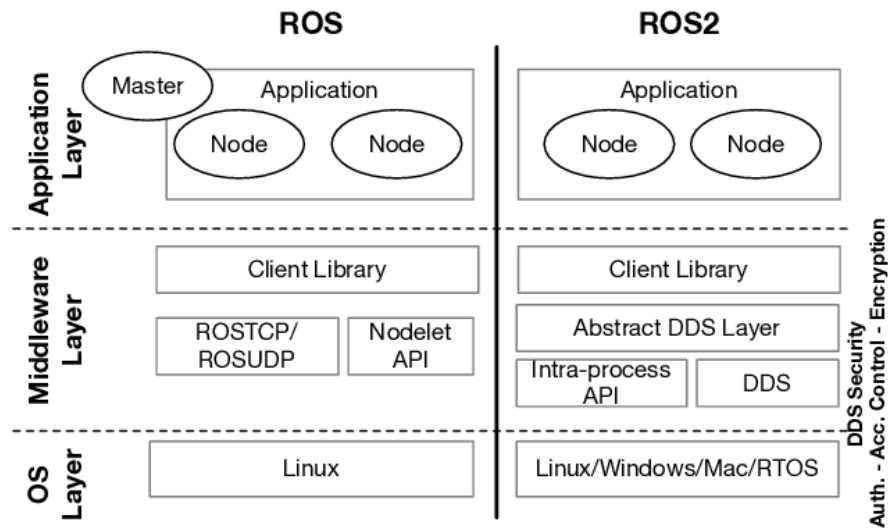 ROS
ROS2
Application
Layer
Master
Application
Node
Node
Application
Node
Node
Middleware
Layer
Client Library
ROSTCP/
ROSUDP
Nodelet
API
Client Library
Abstract DDS Layer
Intra-process
API
DDS
OS
Layer
Linux
Linux/Windows/Mac/RTOS
DDS Security
Auth. - Acc. Control - Encryption